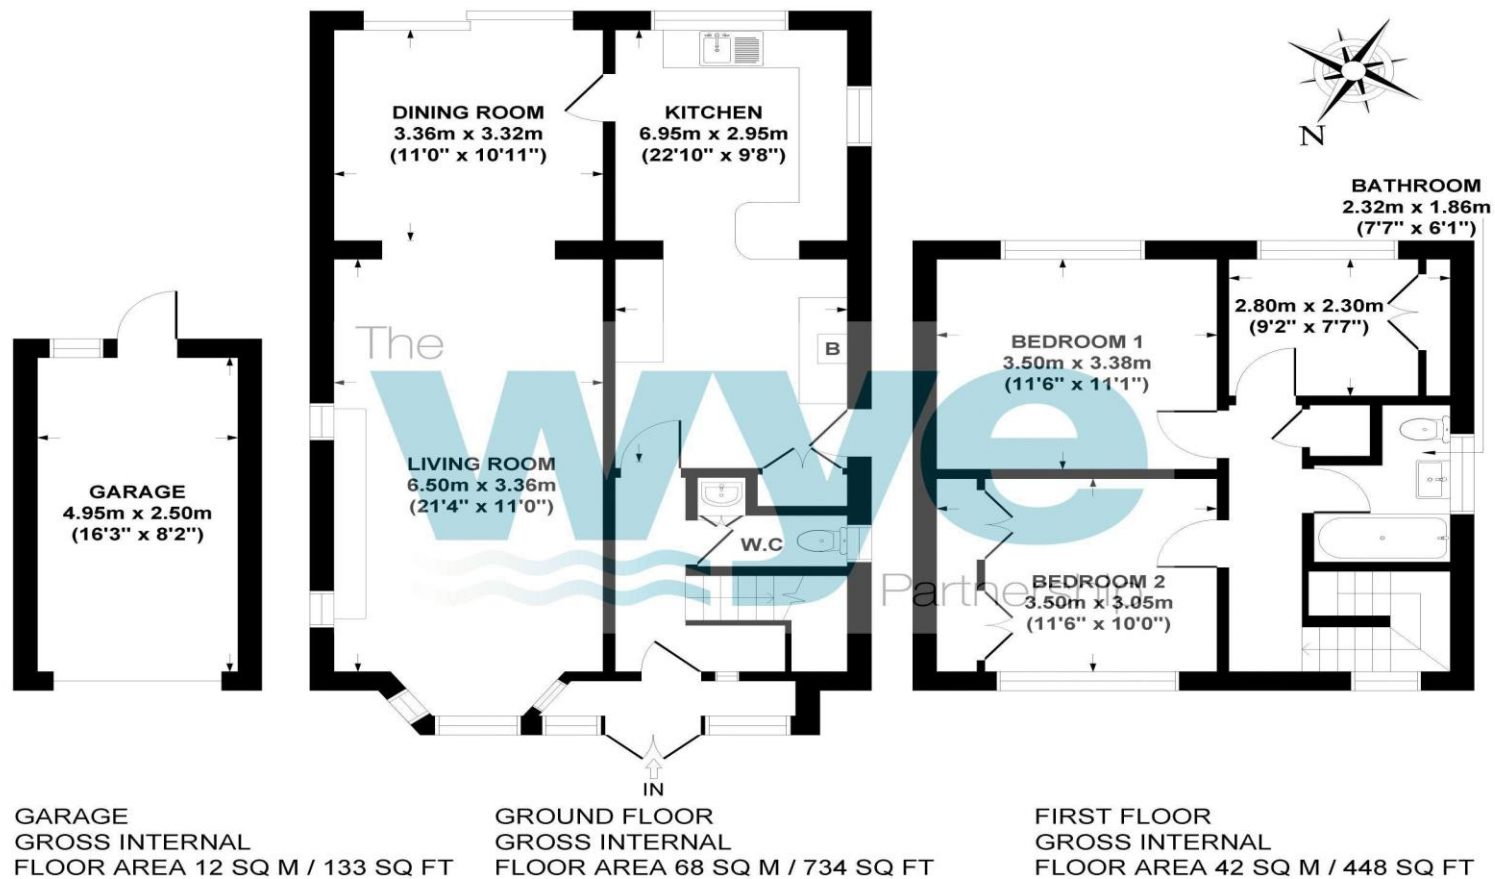 DINING ROOM
3.36m x 3.32m
(11'0" x 10'11")
KITCHEN
6.95m x 2.95m
(22'10" x 9'8")
N
BATHROOM
2.32m x 1.86m
(7'7" x 6'1")
2.80m x 2.30m
(9'2" x 7'7")
BEDROOM 1
3.50m x 3.38m
(11'6" x 11'1")
B
The
wye
Partnership
LIVING ROOM
6.50m x 3.36m
(21'4" x 11'0")
GARAGE
4.95m x 2.50m
(16'3" x 8'2")
W.C
BEDROOM 2
3.50m x 3.05m
(11'6" x 10'0")
IN
GARAGE
GROSS INTERNAL
FLOOR AREA 12 SQ M / 133 SQ FT
GROUND FLOOR
GROSS INTERNAL
FLOOR AREA 68 SQ M / 734 SQ FT
FIRST FLOOR
GROSS INTERNAL
FLOOR AREA 42 SQ M / 448 SQ FT